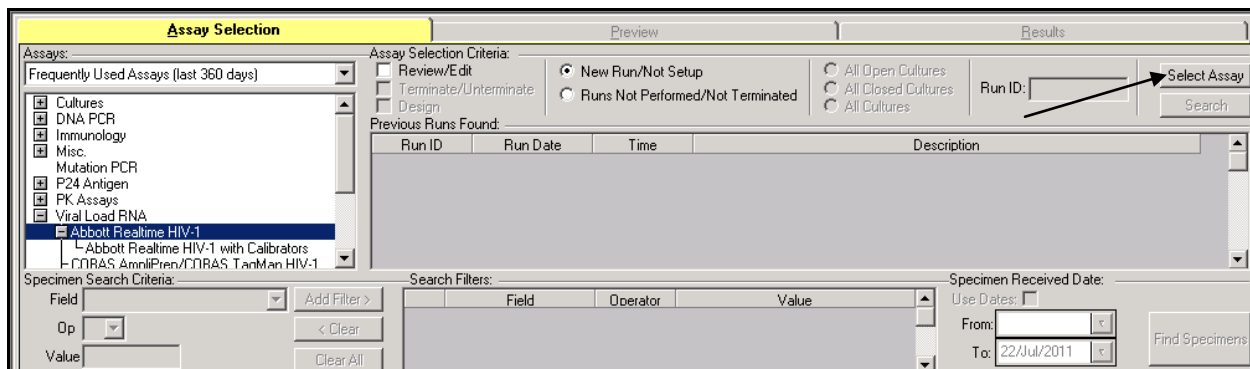 Assay Selection
Preview
Results
Assays:
Frequently Used Assays (last 360 days)
Cultures
DNA PCR
Immunology
Misc.
Mutation PCR
P24 Antigen
PK Assays
Viral Load RNA
Abbott Realtime HIV-1
Abbott Realtime HIV-1 with Calibrators
COBAS AmpliPrep/COBAS TaqMan HIV-1
Assay Selection Criteria:
Review/Edit
Terminate/Unterminate
Design
New Run/Not Setup
Runs Not Performed/Not Terminated
All Open Cultures
All Closed Cultures
All Cultures
Run ID:
Select Assay
Search
Previous Runs Found:
Run ID Run Date Time Description
Specimen Search Criteria:
Field
Op
Value
Add Filter >
< Clear
Clear All
Search Filters:
Field Operator Value
Specimen Received Date:
Use Dates:
From:
To: 22/Jul/2011
Find Specimens